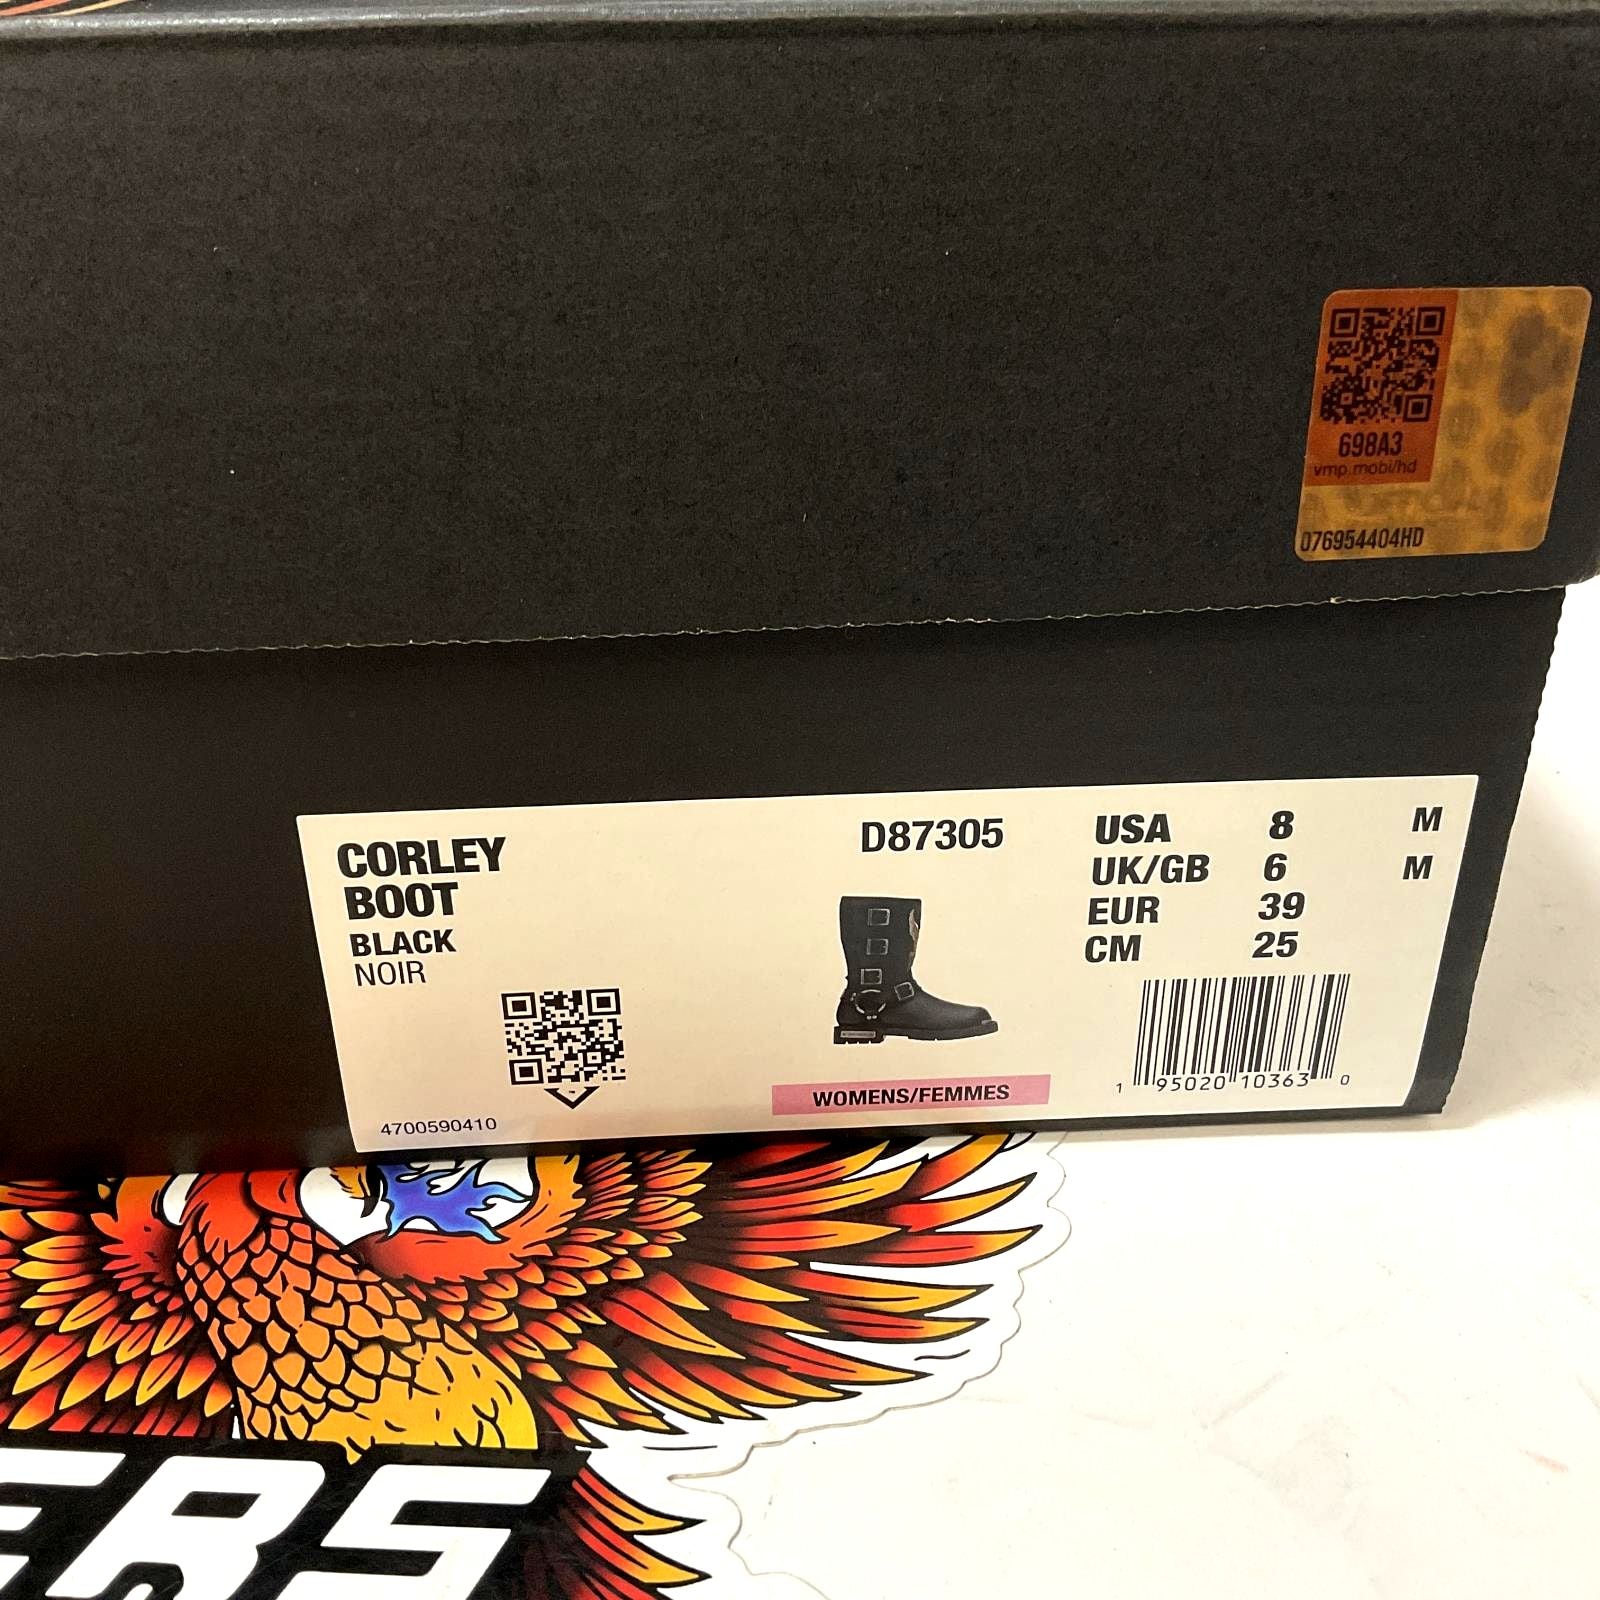 698A3
vmp.mobi/hd
076954404HD
CORLEY
BOOT
BLACK
NOIR
4700590410
D87305
WOMENS/FEMMES
USA 8 M
UK/GB 6 M
EUR 39
CM 25
1 95020 10363 0
ERS